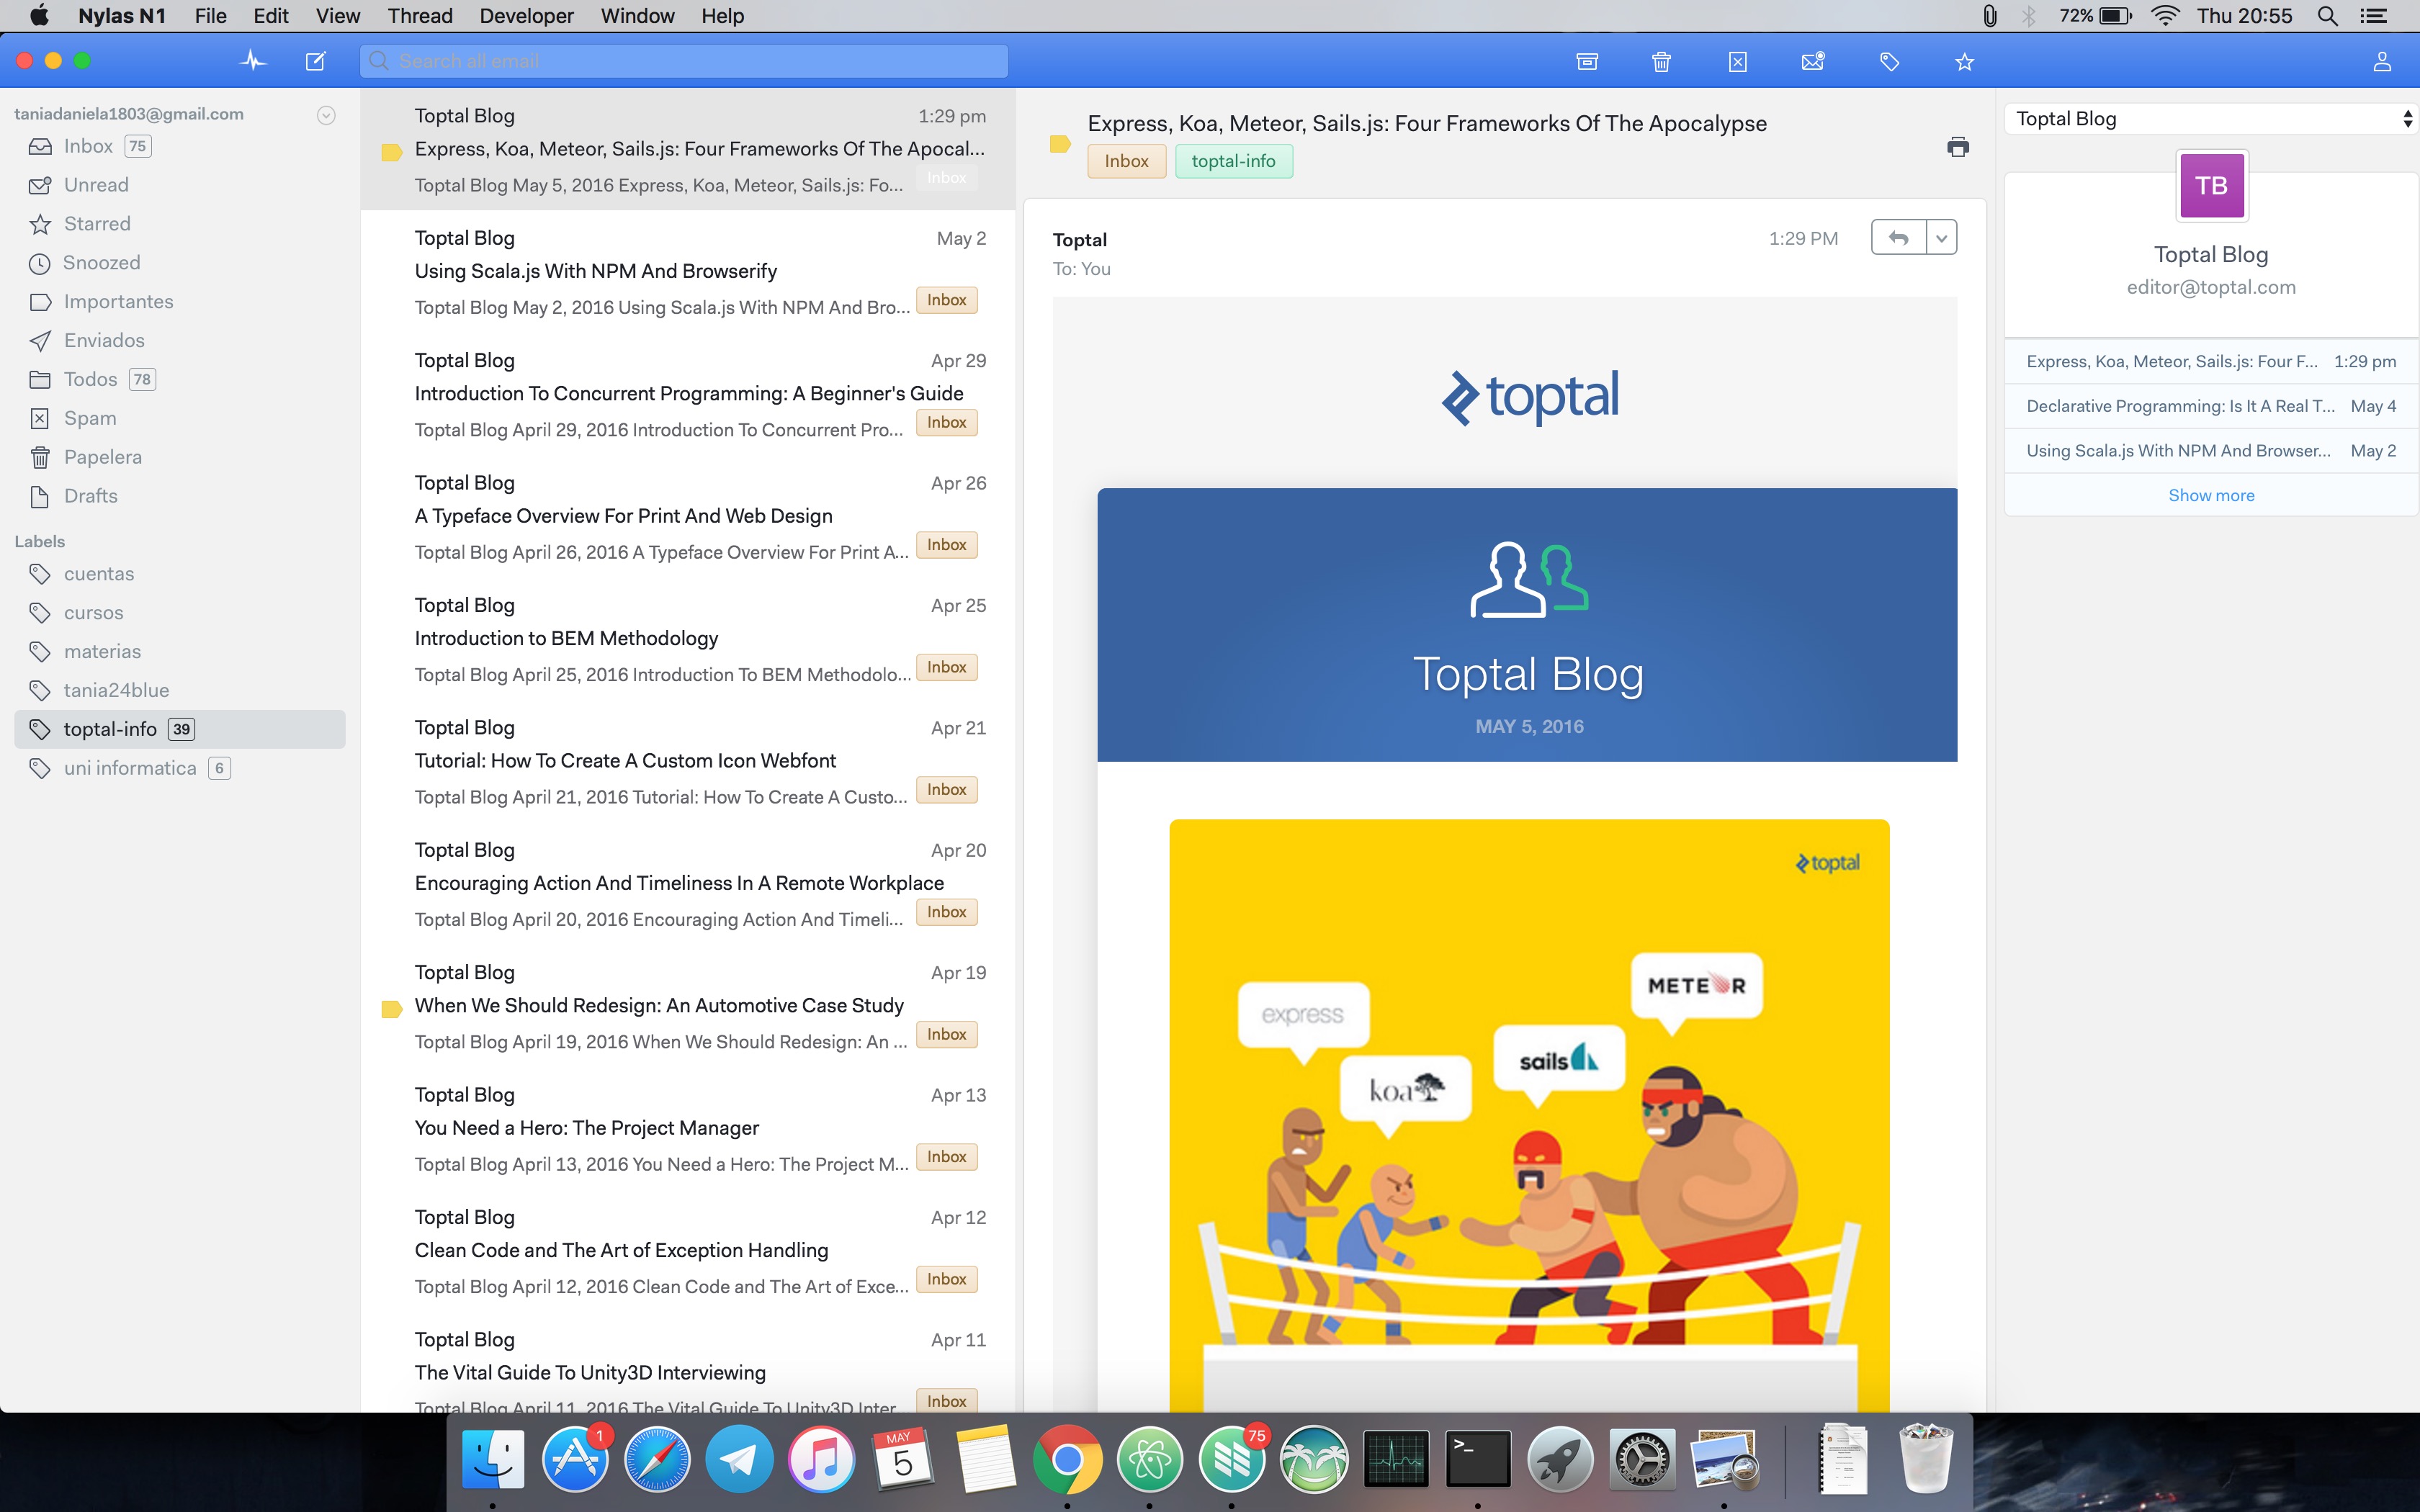 Nylas N1 File Edit View Thread Developer Window Help
72% Thu 20:55
Search all email
taniadaniela1803@gmail.com
Inbox 75
Unread
Starred
Snoozed
Importantes
Enviados
Todos 78
Spam
Papelera
Drafts
Labels
cuentas
cursos
materias
tania24blue
toptal-info 39
uni informatica 6
Toptal Blog 1:29 pm
Express, Koa, Meteor, Sails.js: Four Frameworks Of The Apocal...
Toptal Blog May 5, 2016 Express, Koa, Meteor, Sails.js: Fo... Inbox
Toptal Blog May 2
Using Scala.js With NPM And Browserify
Toptal Blog May 2, 2016 Using Scala.js With NPM And Bro... Inbox
Toptal Blog Apr 29
Introduction To Concurrent Programming: A Beginner's Guide
Toptal Blog April 29, 2016 Introduction To Concurrent Pro... Inbox
Toptal Blog Apr 26
A Typeface Overview For Print And Web Design
Toptal Blog April 26, 2016 A Typeface Overview For Print A... Inbox
Toptal Blog Apr 25
Introduction to BEM Methodology
Toptal Blog April 25, 2016 Introduction To BEM Methodolo... Inbox
Toptal Blog Apr 21
Tutorial: How To Create A Custom Icon Webfont
Toptal Blog April 21, 2016 Tutorial: How To Create A Custo... Inbox
Toptal Blog Apr 20
Encouraging Action And Timeliness In A Remote Workplace
Toptal Blog April 20, 2016 Encouraging Action And Timeli... Inbox
Toptal Blog Apr 19
When We Should Redesign: An Automotive Case Study
Toptal Blog April 19, 2016 When We Should Redesign: An ... Inbox
Toptal Blog Apr 13
You Need a Hero: The Project Manager
Toptal Blog April 13, 2016 You Need a Hero: The Project M... Inbox
Toptal Blog Apr 12
Clean Code and The Art of Exception Handling
Toptal Blog April 12, 2016 Clean Code and The Art of Exce... Inbox
Toptal Blog Apr 11
The Vital Guide To Unity3D Interviewing
Toptal Blog April 11, 2016 The Vital Guide To Unity3D Inter... Inbox
Express, Koa, Meteor, Sails.js: Four Frameworks Of The Apocalypse
Inbox toptal-info
Toptal 1:29 PM
To: You
toptal
Toptal Blog
MAY 5, 2016
toptal
METEOR
express
sails
koa
Toptal Blog
TB
Toptal Blog
editor@toptal.com
Express, Koa, Meteor, Sails.js: Four F... 1:29 pm
Declarative Programming: Is It A Real T... May 4
Using Scala.js With NPM And Browser... May 2
Show more
1
MAY
5
75
>_